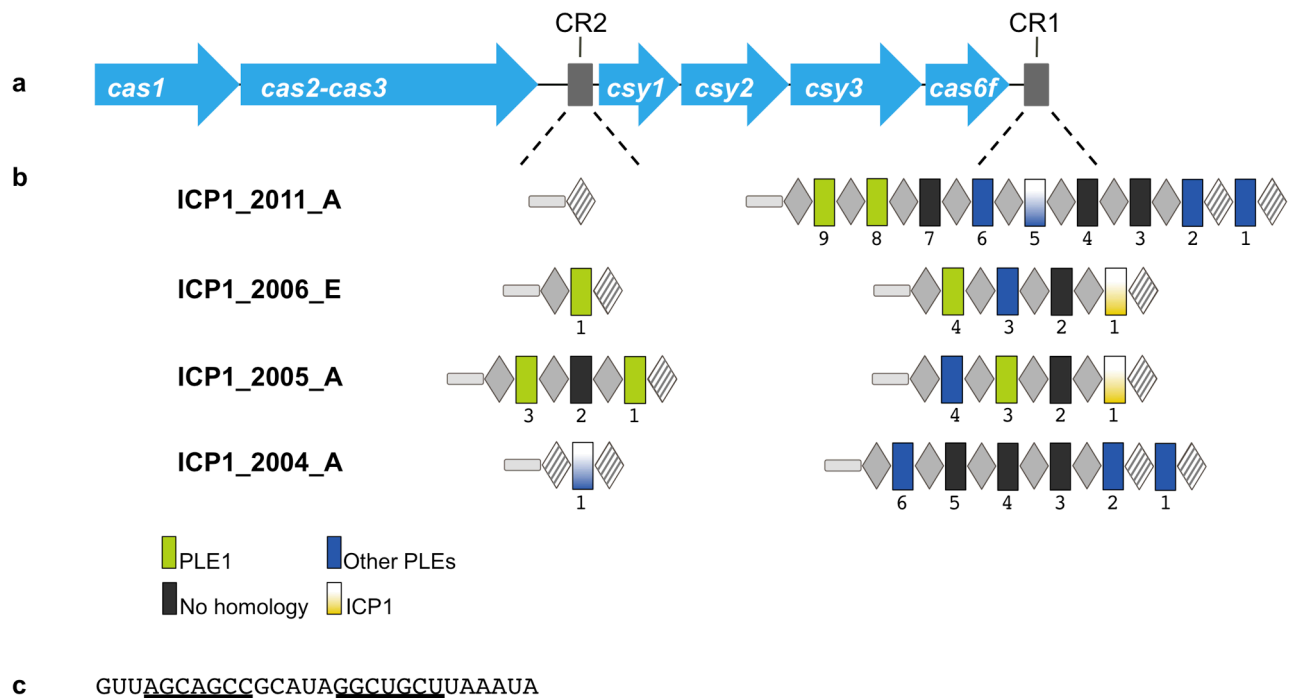 CR2 CR1
a cas1 cas2-cas3 csy1 csy2 csy3 cas6f
b
ICP1_2011_A
9 8 7 6 5 4 3 2 1
ICP1_2006_E
1 4 3 2 1
ICP1_2005_A
3 2 1 4 3 2 1
ICP1_2004_A
1 6 5 4 3 2 1
PLE1 Other PLEs
No homology ICP1
c GUUAGCAGCCGCAUAGGCUGCUUAAAUA